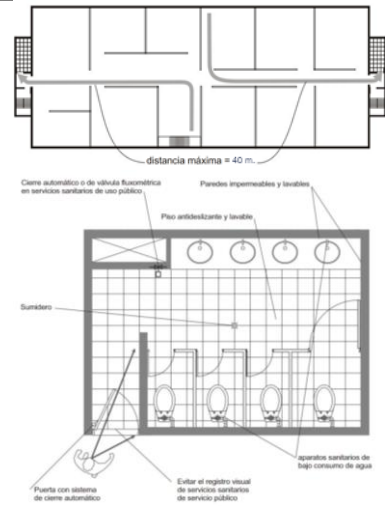 distancia máxima = 40 m.
Cierre automático o de válvula fluxométrica
en servicios sanitarios de uso público
Paredes impermeables y lavables
Piso antideslizante y lavable
Sumidero
aparatos sanitarios de
bajo consumo de agua
Puerta con sistema
de cierre automático
Evitar el registro visual
de servicios sanitarios
de servicio público